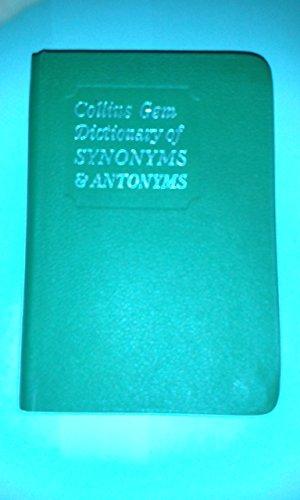 Collins Gem
Dictionary of
SYNONYMS
& ANTONYMS